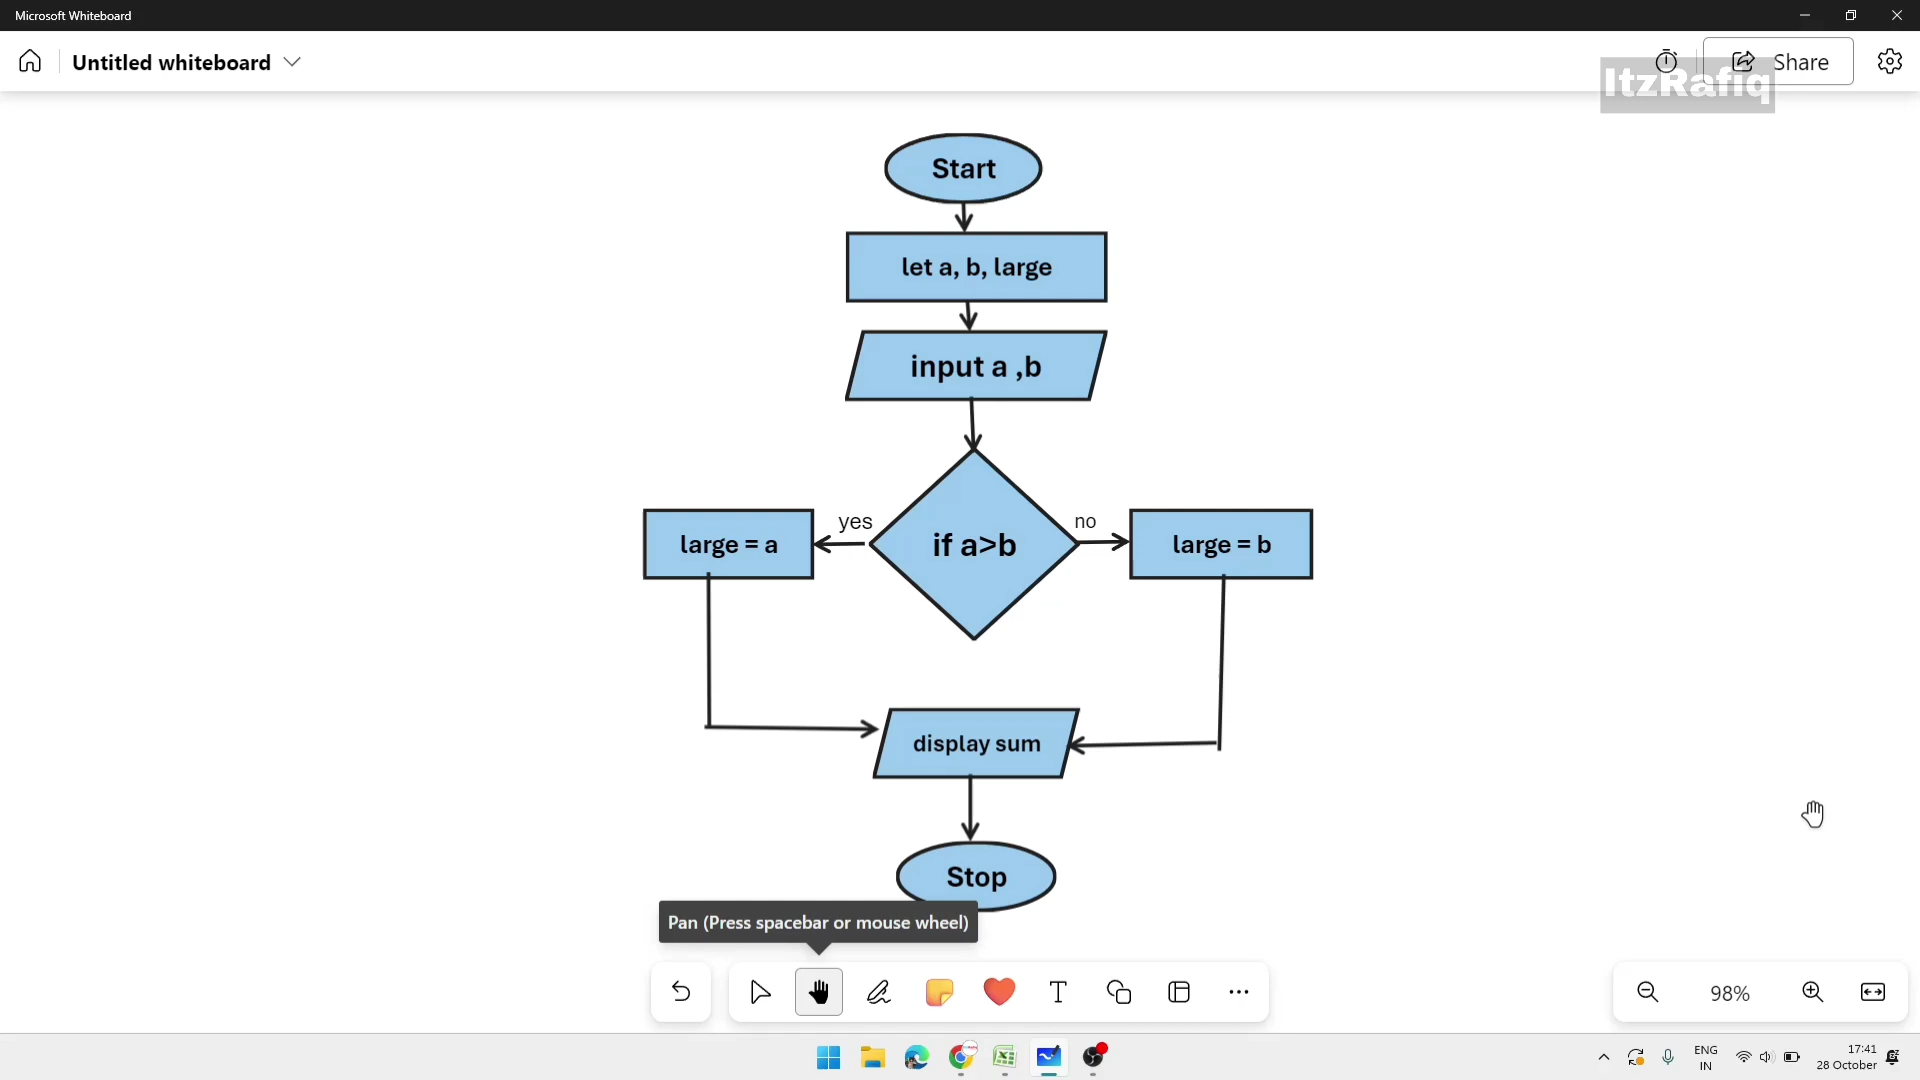 Microsoft Whiteboard
Untitled whiteboard
Share
ItzRafiq
Start
let a, b, large
input a ,b
yes
no
large = a
if a>b
large = b
display sum
Stop
Pan (Press spacebar or mouse wheel)
98%
ENG
IN
17:41
28 October